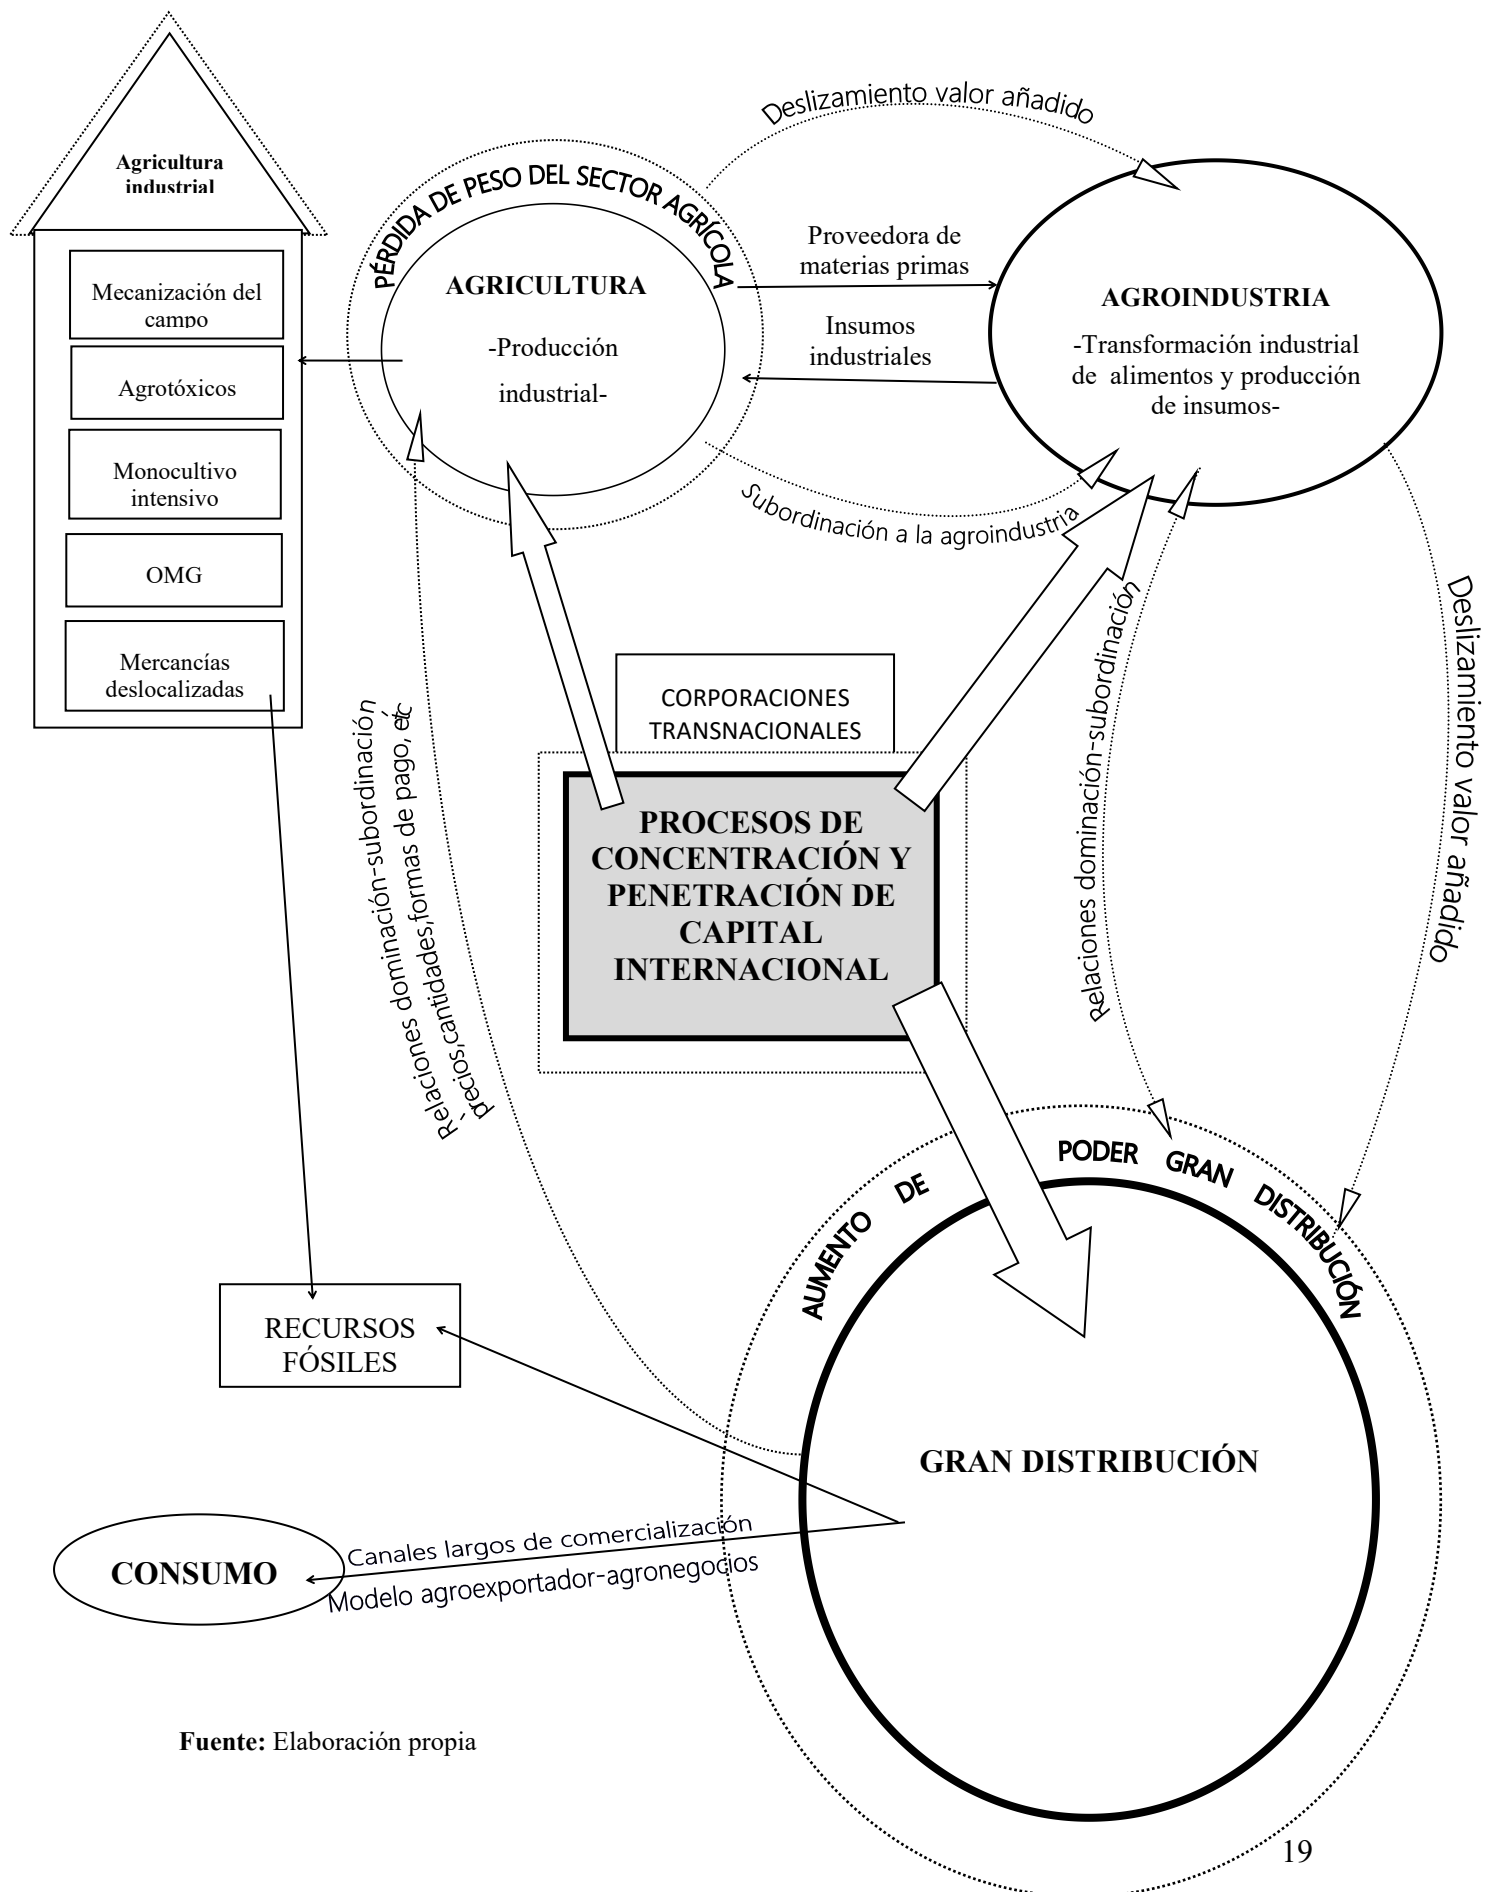 Agricultura
industrial
Mecanización del
campo
Agrotóxicos
Monocultivo
intensivo
OMG
Mercancías
deslocalizadas
PÉRDIDA DE PESO DEL SECTOR AGRÍCOLA
AGRICULTURA
-Producción
industrial-
Deslizamiento valor añadido
Proveedora de
materias primas
Insumos
industriales
AGROINDUSTRIA
-Transformación industrial
de alimentos y producción
de insumos-
Subordinación a la agroindustria
Relaciones dominación-subordinación
Deslizamiento valor añadido
Relaciones dominación-subordinación
-precios,cantidades,formas de pago, etc
CORPORACIONES
TRANSNACIONALES
PROCESOS DE
CONCENTRACIÓN Y
PENETRACIÓN DE
CAPITAL
INTERNACIONAL
AUMENTO DE PODER GRAN DISTRIBUCIÓN
RECURSOS
FÓSILES
GRAN DISTRIBUCIÓN
Canales largos de comercialización
CONSUMO
Modelo agroexportador-agronegocios
Fuente: Elaboración propia
19